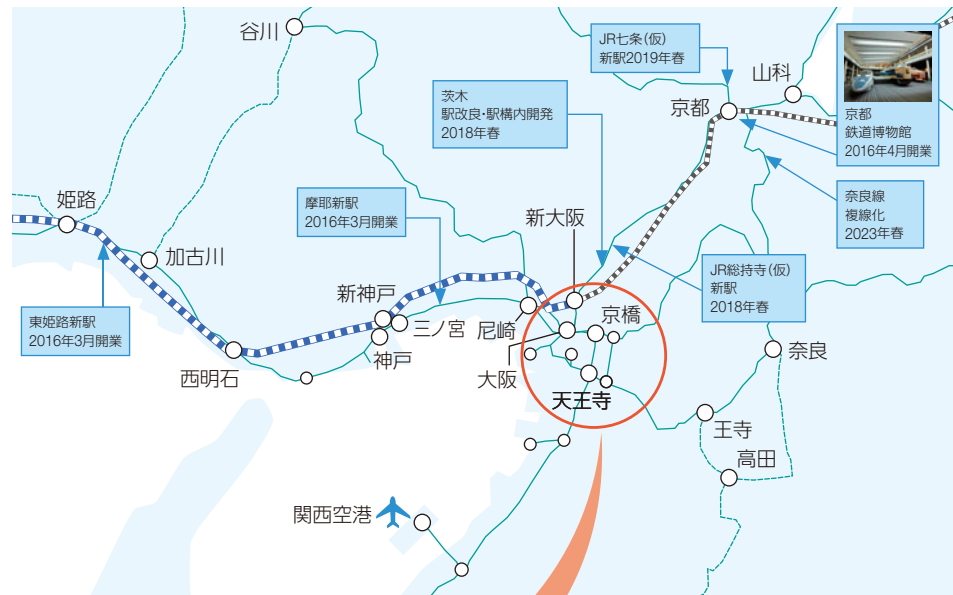 谷川
JR七条(仮)
新駅2019年春
山科
京都
京都
鉄道博物館
2016年4月開業
茨木
駅改良・駅構内開発
2018年春
奈良線
複線化
2023年春
姫路
摩耶新駅
2016年3月開業
新大阪
加古川
JR総持寺(仮)
新駅
2018年春
新神戸
三ノ宮
尼崎
京橋
東姫路新駅
2016年3月開業
神戸
奈良
西明石
大阪
天王寺
王寺
高田
関西空港